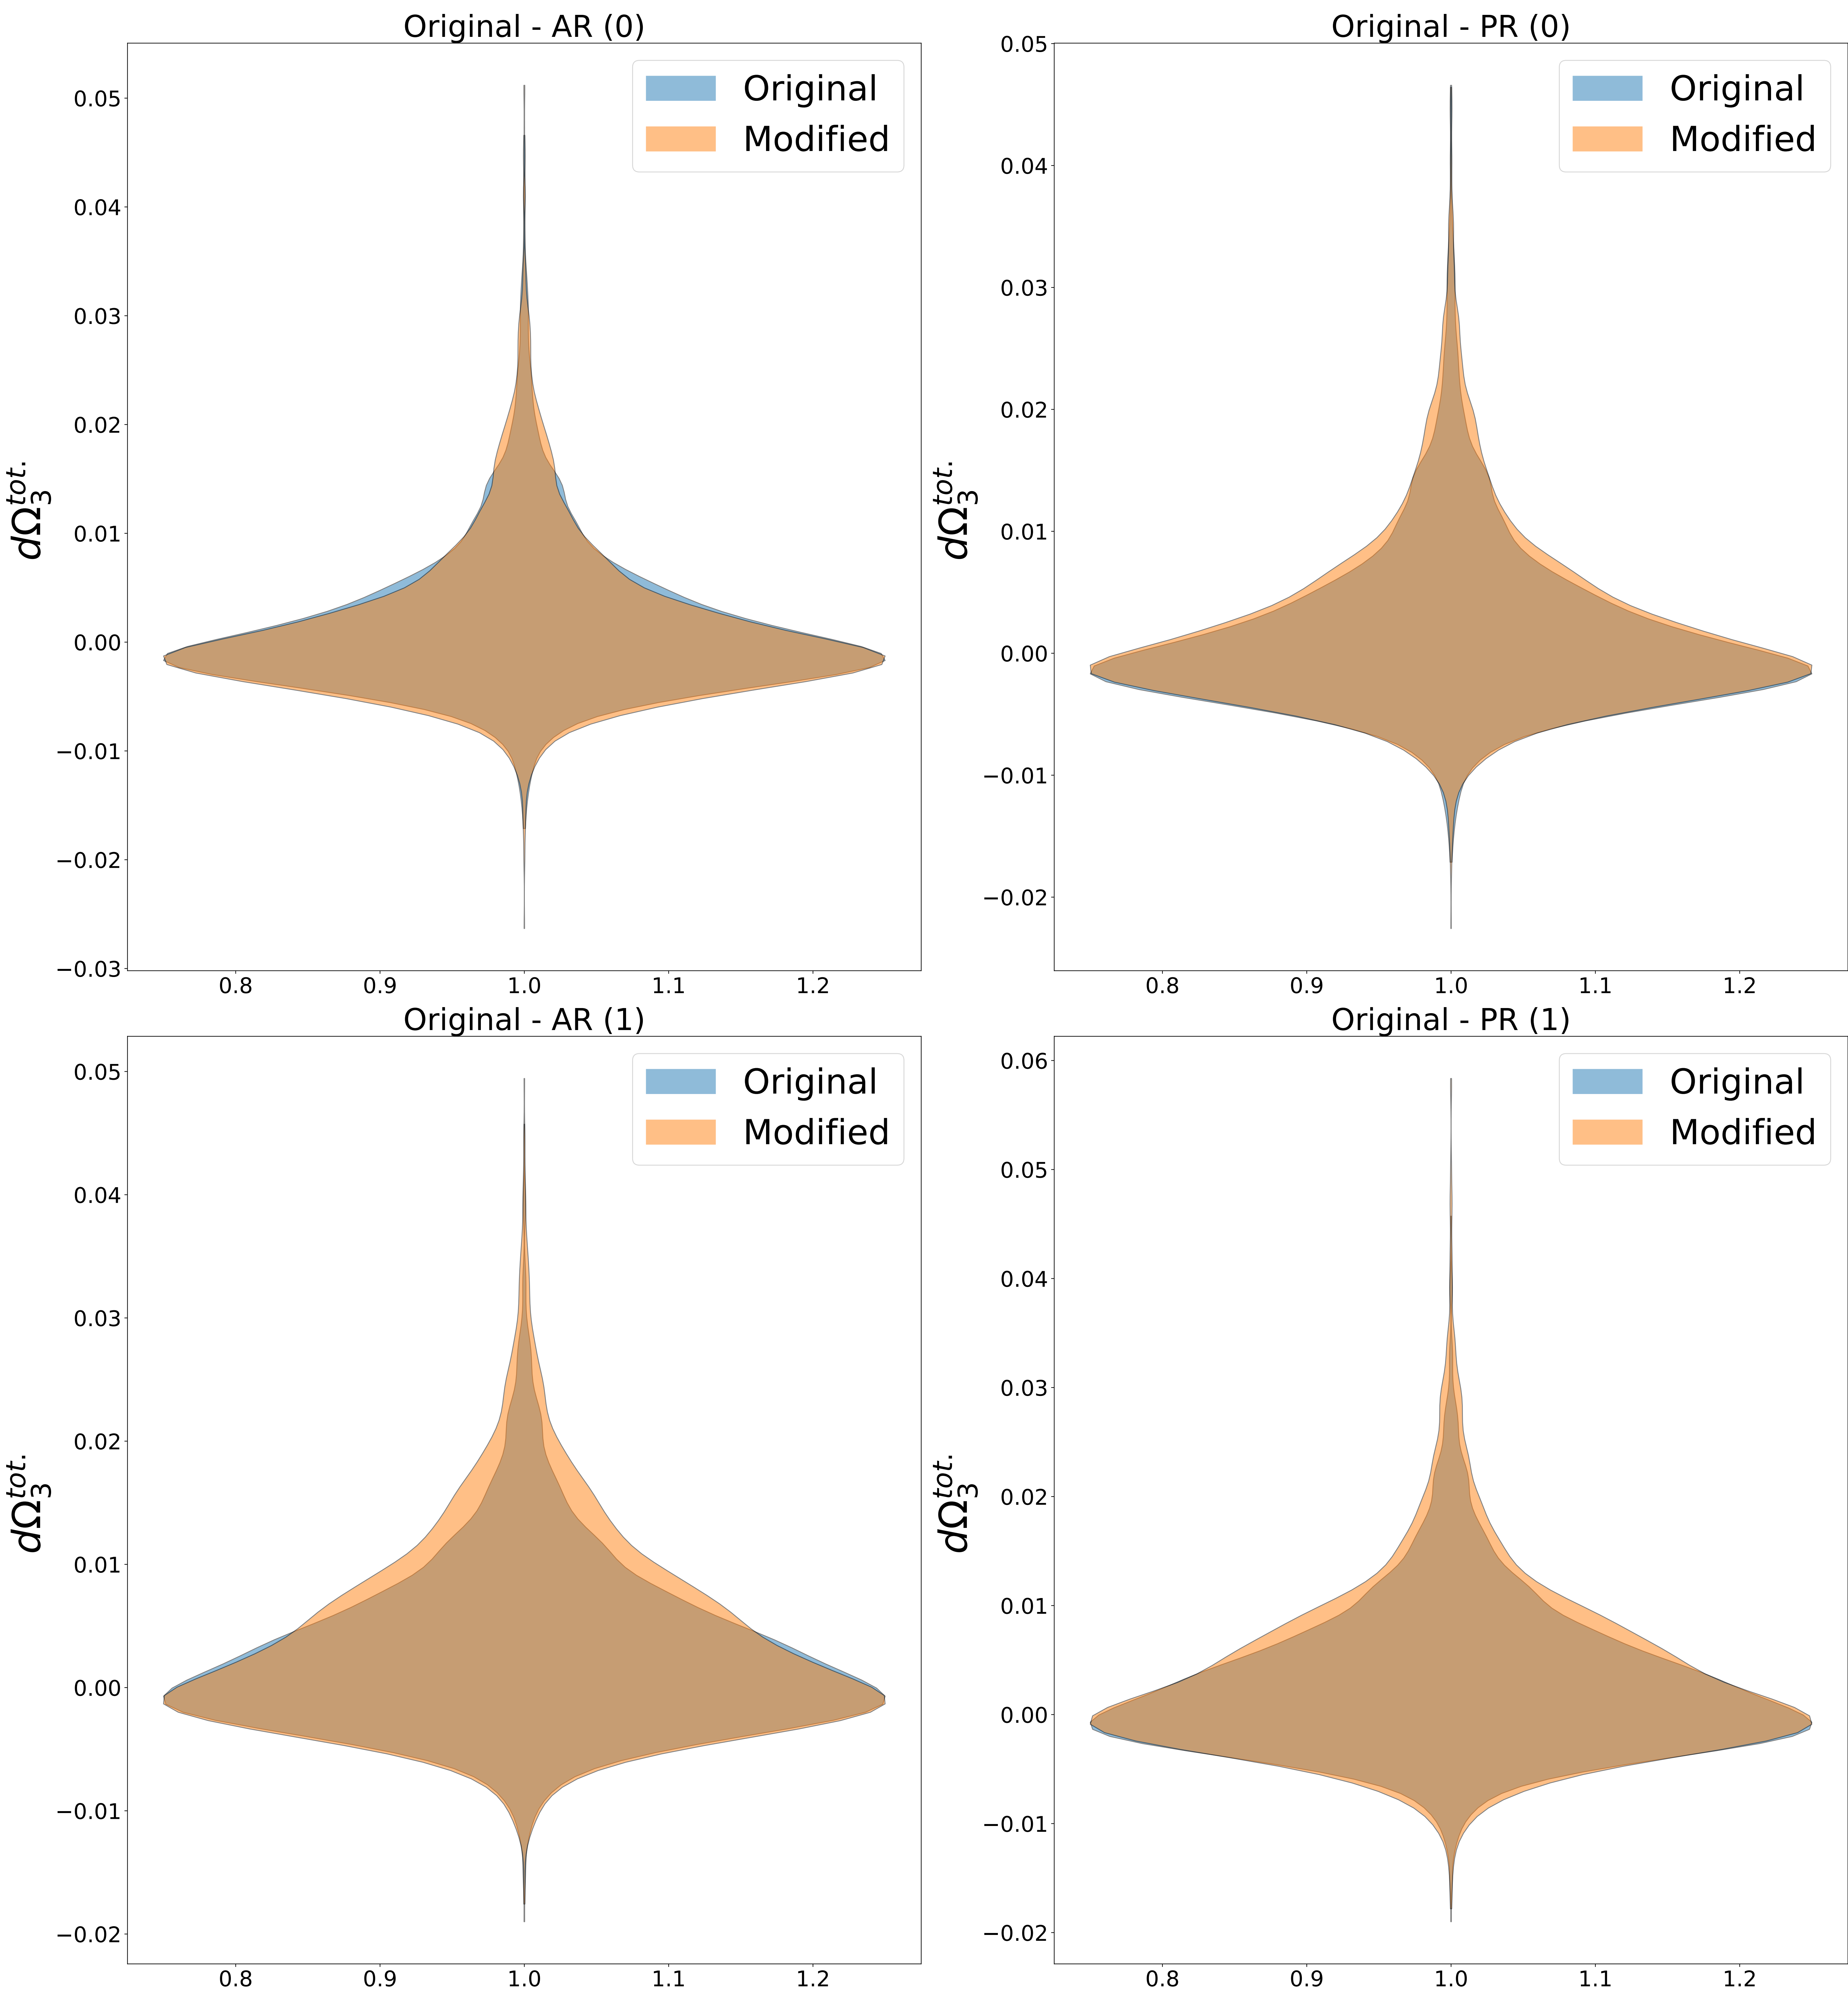 Original - AR (0)
Original
Modified
0.05
0.04
0.03
0.02
0.01
0.00
−0.01
−0.02
−0.03
dΩ₃ᵗᵒᵗ·
0.8 0.9 1.0 1.1 1.2
Original - PR (0)
Original
Modified
0.05
0.04
0.03
0.02
0.01
0.00
−0.01
−0.02
dΩ₃ᵗᵒᵗ·
0.8 0.9 1.0 1.1 1.2
Original - AR (1)
Original
Modified
0.05
0.04
0.03
0.02
0.01
0.00
−0.01
−0.02
dΩ₃ᵗᵒᵗ·
0.8 0.9 1.0 1.1 1.2
Original - PR (1)
Original
Modified
0.06
0.05
0.04
0.03
0.02
0.01
0.00
−0.01
−0.02
dΩ₃ᵗᵒᵗ·
0.8 0.9 1.0 1.1 1.2